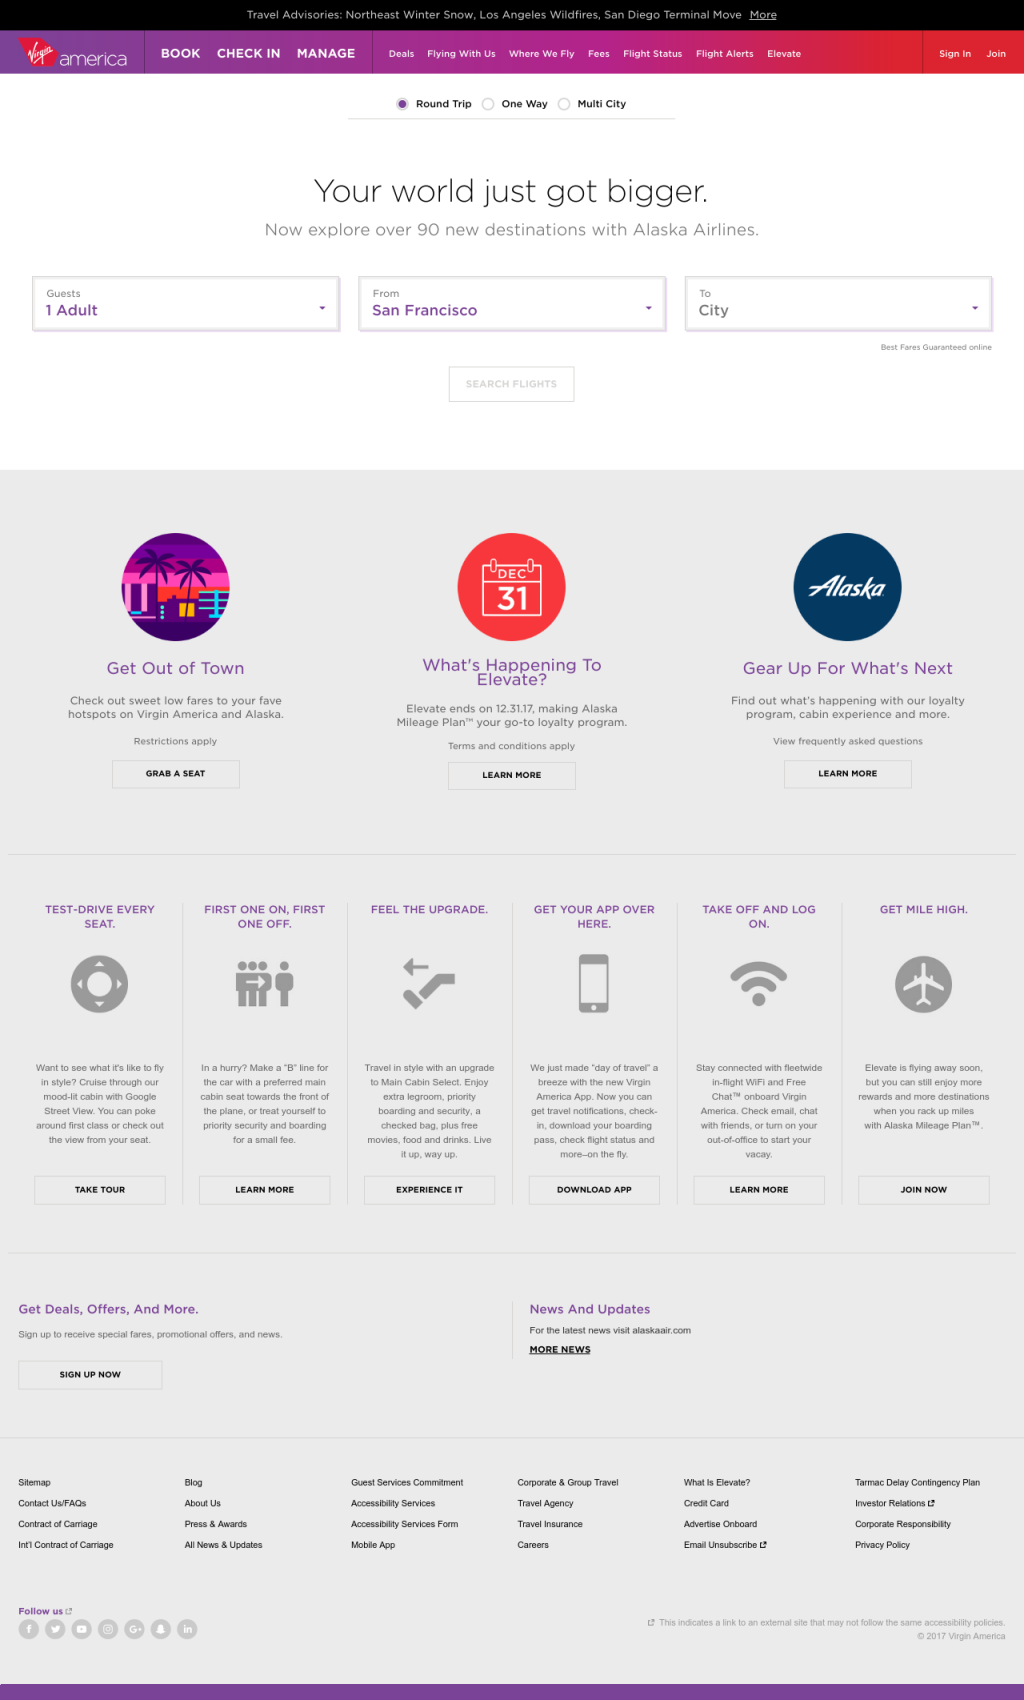 Travel Advisories: Northeast Winter Snow, Los Angeles Wildfires, San Diego Terminal Move More
Virgin america BOOK CHECK IN MANAGE Deals Flying With Us Where We Fly Fees Flight Status Flight Alerts Elevate Sign In Join
Round Trip One Way Multi City
Your world just got bigger.
Now explore over 90 new destinations with Alaska Airlines.
Guests
1 Adult
From
San Francisco
To
City
Best Fares Guaranteed online
SEARCH FLIGHTS
Get Out of Town
Check out sweet low fares to your fave
hotspots on Virgin America and Alaska.
Restrictions apply
GRAB A SEAT
DEC
31
What's Happening To
Elevate?
Elevate ends on 12.31.17, making Alaska
Mileage Plan™ your go-to loyalty program.
Terms and conditions apply
LEARN MORE
Alaska
Gear Up For What's Next
Find out what's happening with our loyalty
program, cabin experience and more.
View frequently asked questions
LEARN MORE
TEST-DRIVE EVERY
SEAT.
Want to see what it's like to fly
in style? Cruise through our
mood-lit cabin with Google
Street View. You can poke
around first class or check out
the view from your seat.
TAKE TOUR
FIRST ONE ON, FIRST
ONE OFF.
In a hurry? Make a "B" line for
the car with a preferred main
cabin seat towards the front of
the plane, or treat yourself to
priority security and boarding
for a small fee.
LEARN MORE
FEEL THE UPGRADE.
Travel in style with an upgrade
to Main Cabin Select. Enjoy
extra legroom, priority
boarding and security, a
checked bag, plus free
movies, food and drinks. Live
it up, way up.
EXPERIENCE IT
GET YOUR APP OVER
HERE.
We just made "day of travel" a
breeze with the new Virgin
America App. Now you can
get travel notifications, check-
in, download your boarding
pass, check flight status and
more–on the fly.
DOWNLOAD APP
TAKE OFF AND LOG
ON.
Stay connected with fleetwide
in-flight WiFi and Free
Chat™ onboard Virgin
America. Check email, chat
with friends, or turn on your
out-of-office to start your
vacay.
LEARN MORE
GET MILE HIGH.
Elevate is flying away soon,
but you can still enjoy more
rewards and more destinations
when you rack up miles
with Alaska Mileage Plan™.
JOIN NOW
Get Deals, Offers, And More.
Sign up to receive special fares, promotional offers, and news.
SIGN UP NOW
News And Updates
For the latest news visit alaskaair.com
MORE NEWS
Sitemap
Contact Us/FAQs
Contract of Carriage
Int'l Contract of Carriage
Blog
About Us
Press & Awards
All News & Updates
Guest Services Commitment
Accessibility Services
Accessibility Services Form
Mobile App
Corporate & Group Travel
Travel Agency
Travel Insurance
Careers
What Is Elevate?
Credit Card
Advertise Onboard
Email Unsubscribe
Tarmac Delay Contingency Plan
Investor Relations
Corporate Responsibility
Privacy Policy
Follow us
f G+ in
This indicates a link to an external site that may not follow the same accessibility policies.
© 2017 Virgin America